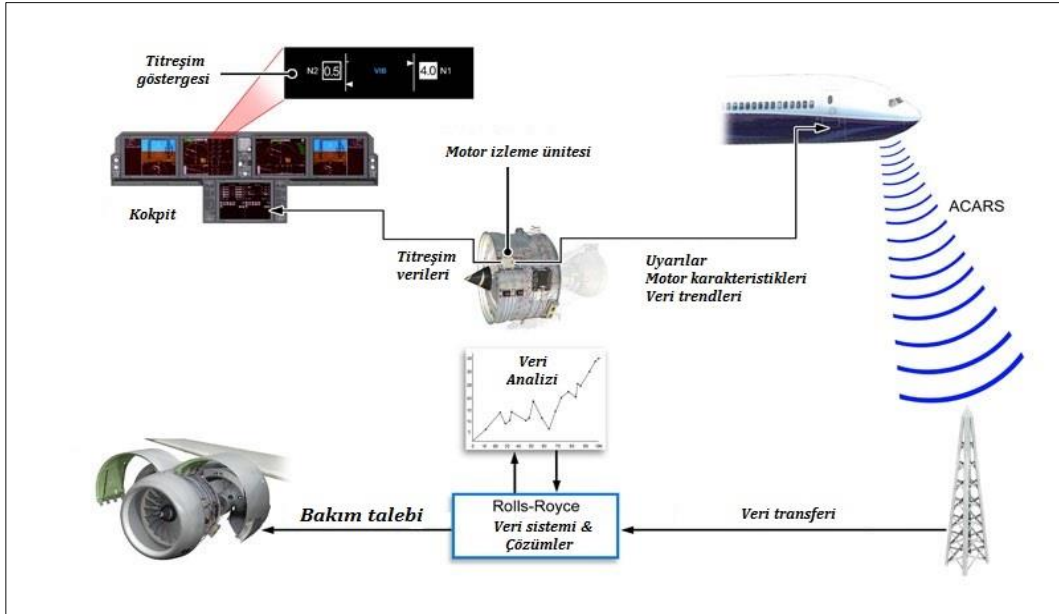 Titreşim
göstergesi
N2 0.5 VIB 4.0 N1
Motor izleme ünitesi
Kokpit
ACARS
Titreşim
verileri
Uyarılar
Motor karakteristikleri
Veri trendleri
Veri
Analizi
Rolls-Royce
Veri sistemi &
Çözümler
Bakım talebi
Veri transferi